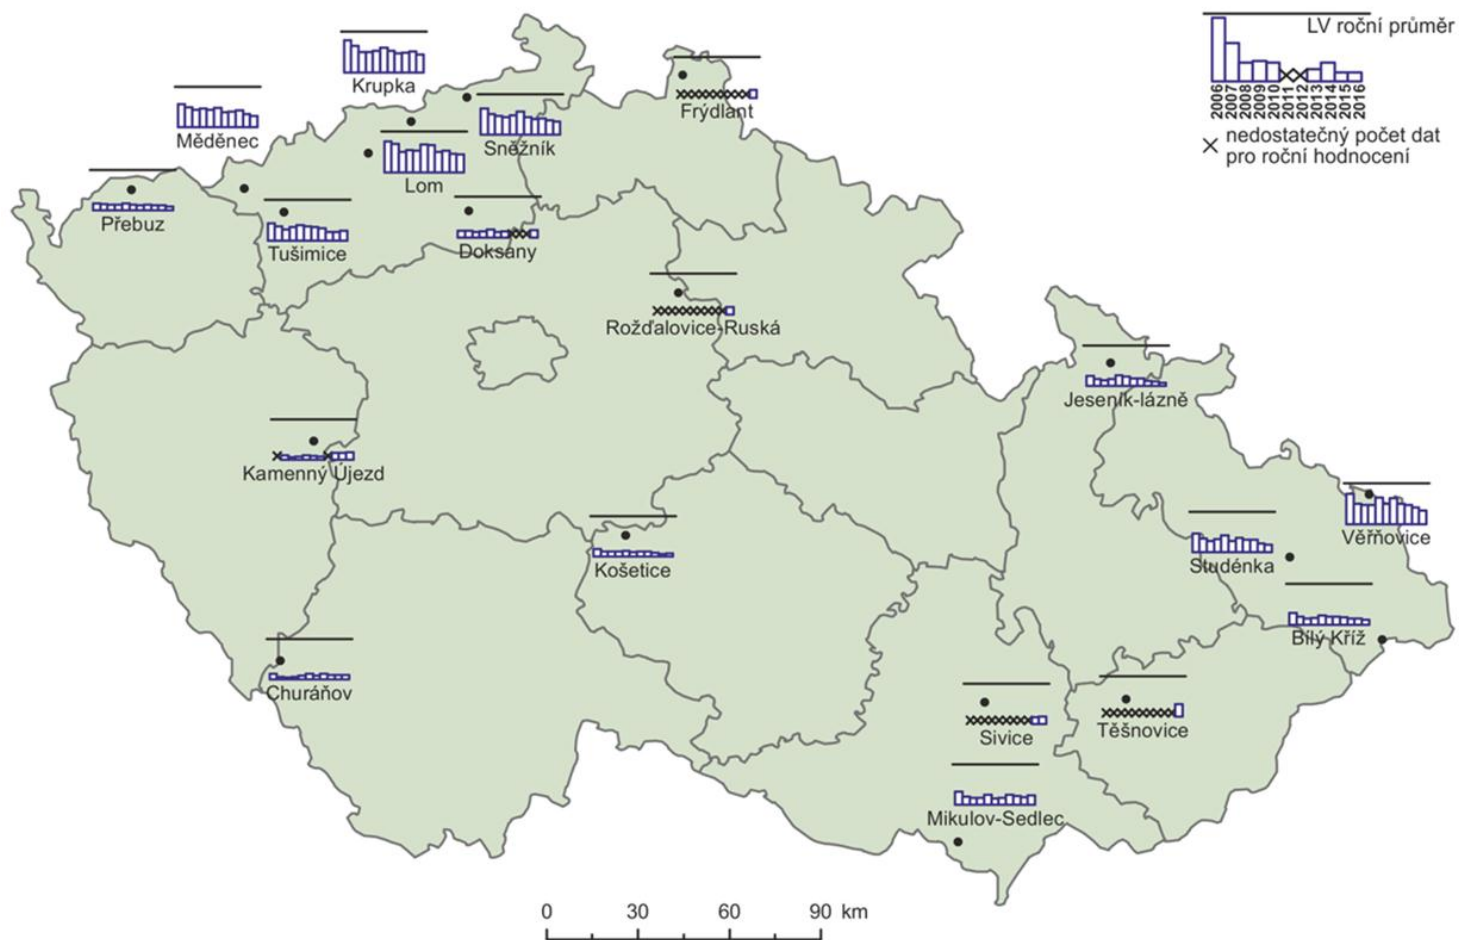 LV roční průměr
2006 2007 2008 2009 2010 2011 2012 2013 2014 2015 2016
nedostatečný počet dat
pro roční hodnocení
Krupka
Frýdlant
Měděnec
Sněžník
Lom
Přebuz
Tušimice
Doksany
Rožďalovice-Ruská
Jeseník-lázně
Kamenný Újezd
Věřňovice
Studénka
Košetice
Bílý Kříž
Churáňov
Sivice
Těšnovice
Mikulov-Sedlec
0 30 60 90 km